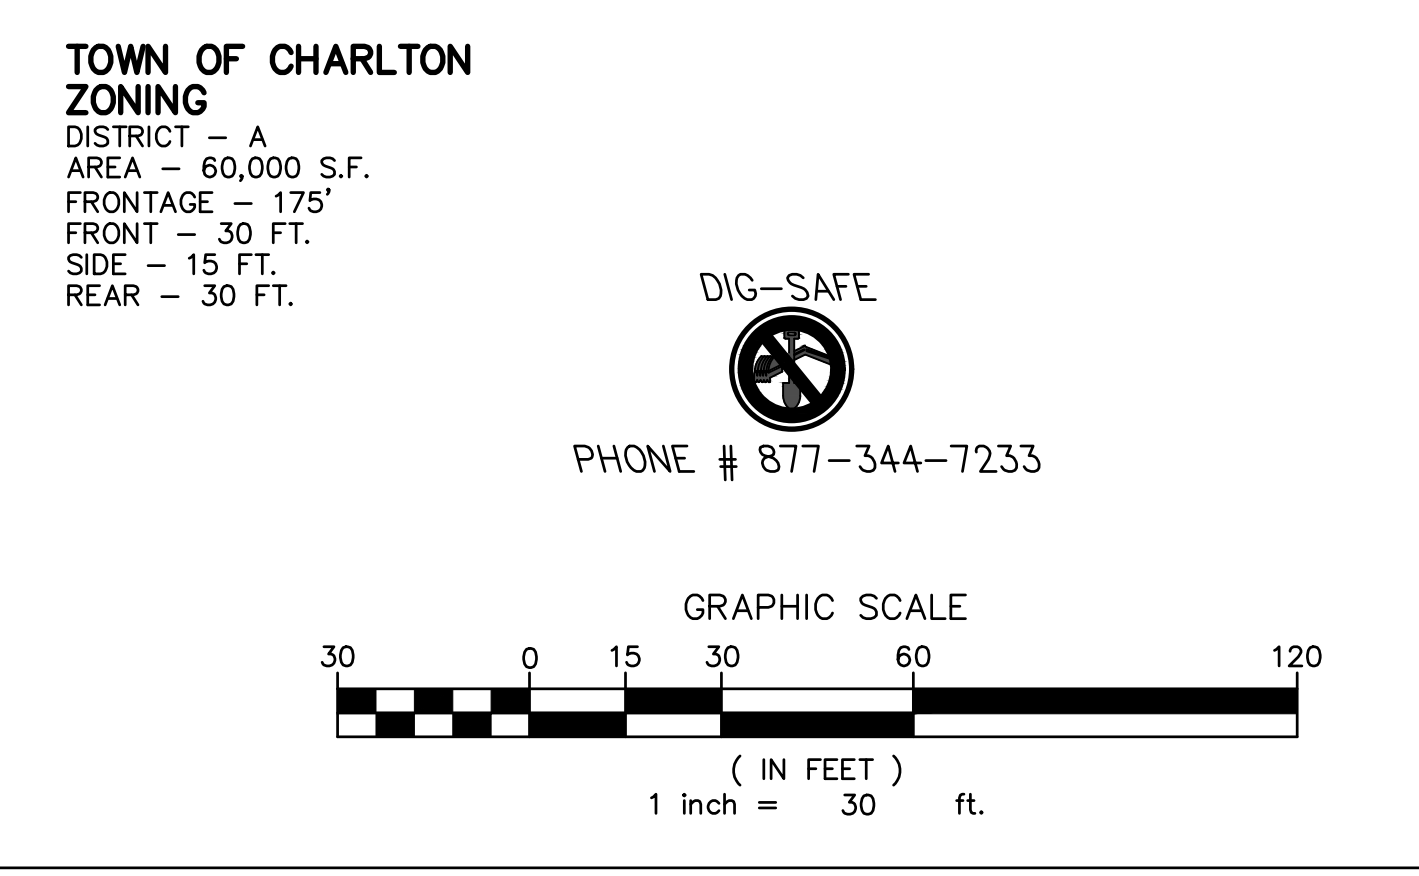 TOWN OF CHARLTON
ZONING
DISTRICT – A
AREA – 60,000 S.F.
FRONTAGE – 175'
FRONT – 30 FT.
SIDE – 15 FT.
REAR – 30 FT.
DIG–SAFE
PHONE # 877–344–7233
GRAPHIC SCALE
30 0 15 30 60 120
( IN FEET )
1 inch = 30 ft.